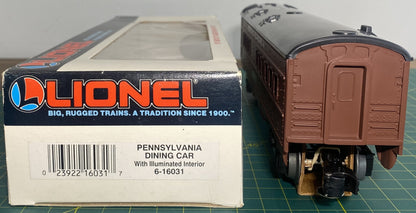 LIONEL
BIG, RUGGED TRAINS. A TRADITION SINCE 1900.™
PENNSYLVANIA
DINING CAR
With Illuminated Interior
6-16031
0 23922 16031 7